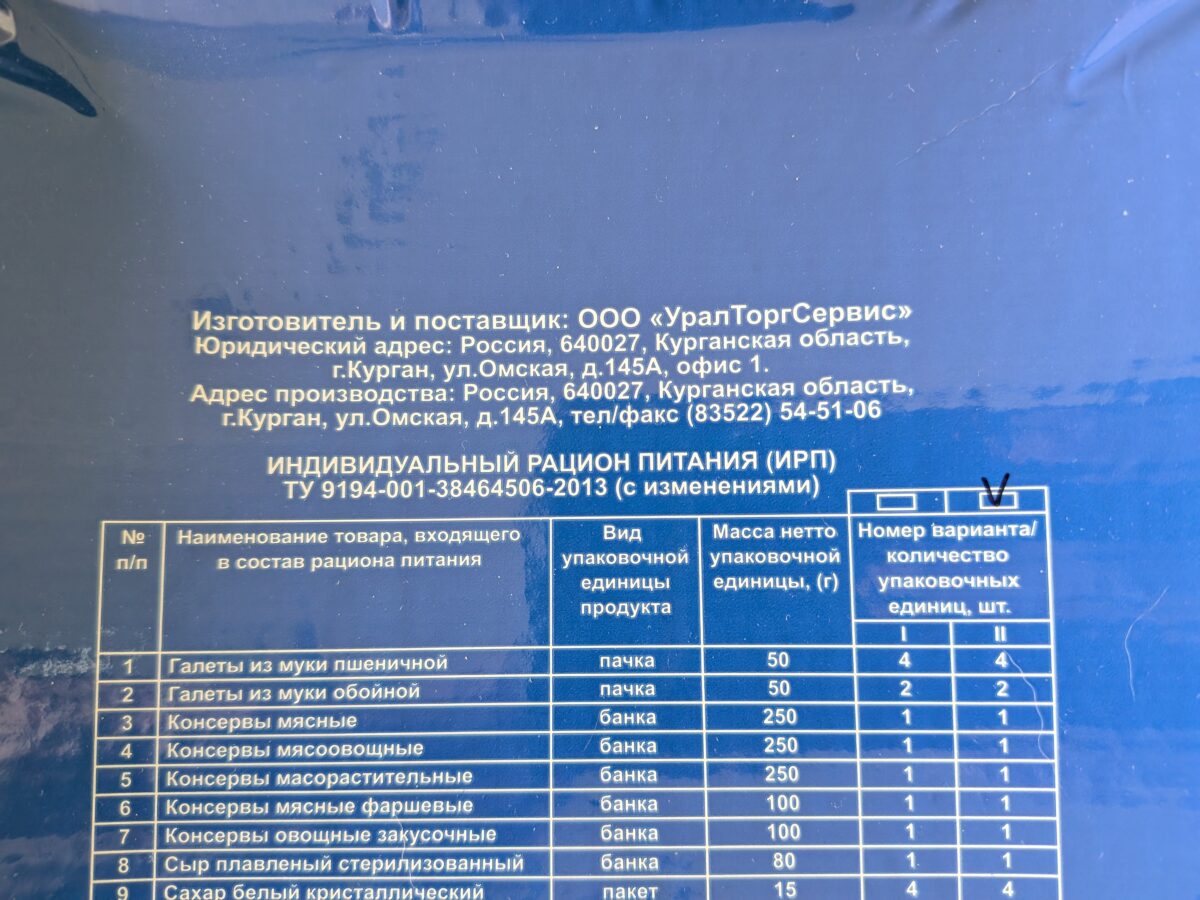 Изготовитель и поставщик: ООО «УралТоргСервис»
Юридический адрес: Россия, 640027, Курганская область,
г.Курган, ул.Омская, д.145А, офис 1.
Адрес производства: Россия, 640027, Курганская область,
г.Курган, ул.Омская, д.145А, тел/факс (83522) 54-51-06
ИНДИВИДУАЛЬНЫЙ РАЦИОН ПИТАНИЯ (ИРП)
ТУ 9194-001-38464506-2013 (с изменениями)
V
№ п/п Наименование товара, входящего в состав рациона питания Вид упаковочной единицы продукта Масса нетто упаковочной единицы, (г) Номер варианта/ количество упаковочных единиц, шт.
I II
1 Галеты из муки пшеничной пачка 50 4 4
2 Галеты из муки обойной пачка 50 2 2
3 Консервы мясные банка 250 1 1
4 Консервы мясоовощные банка 250 1 1
5 Консервы масорастительные банка 250 1 1
6 Консервы мясные фаршевые банка 100 1 1
7 Консервы овощные закусочные банка 100 1 1
8 Сыр плавленый стерилизованный банка 80 1 1
9 Сахар белый кристаллический пакет 15 4 4